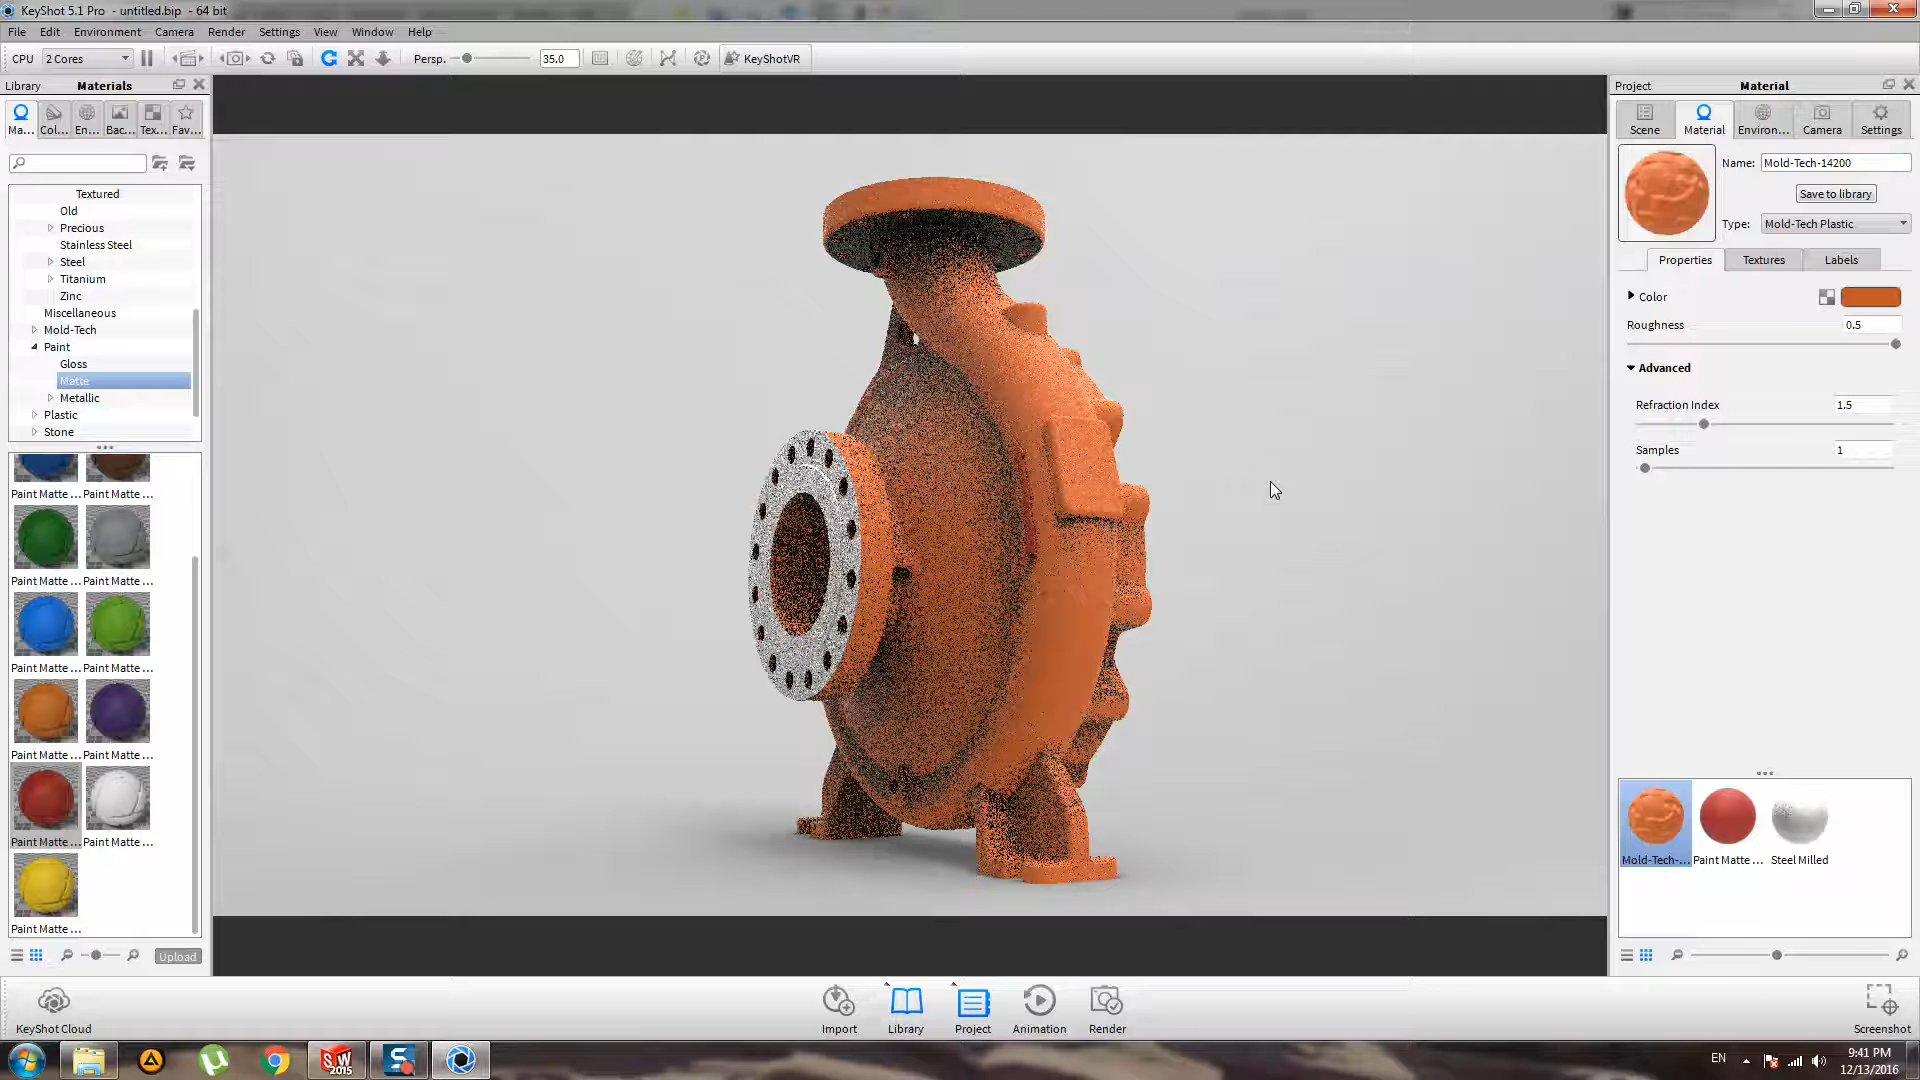 KeyShot 5.1 Pro - untitled.bip - 64 bit
File Edit Environment Camera Render Settings View Window Help
CPU 2 Cores Persp. 35.0 KeyShotVR
Library Materials
Ma... Col... En... Bac... Tex... Fav...
Textured
Old
Precious
Stainless Steel
Steel
Titanium
Zinc
Miscellaneous
Mold-Tech
Paint
Gloss
Matte
Metallic
Plastic
Stone
Paint Matte ... Paint Matte ...
Paint Matte ... Paint Matte ...
Paint Matte ... Paint Matte ...
Paint Matte ... Paint Matte ...
Paint Matte ... Paint Matte ...
Paint Matte ...
Upload
Project Material
Scene Material Environ... Camera Settings
Name: Mold-Tech-14200
Save to library
Type: Mold-Tech Plastic
Properties Textures Labels
Color
Roughness 0.5
Advanced
Refraction Index 1.5
Samples 1
Mold-Tech-... Paint Matte ... Steel Milled
KeyShot Cloud
Import Library Project Animation Render
Screenshot
SW 2015
S
EN
9:41 PM
12/13/2016